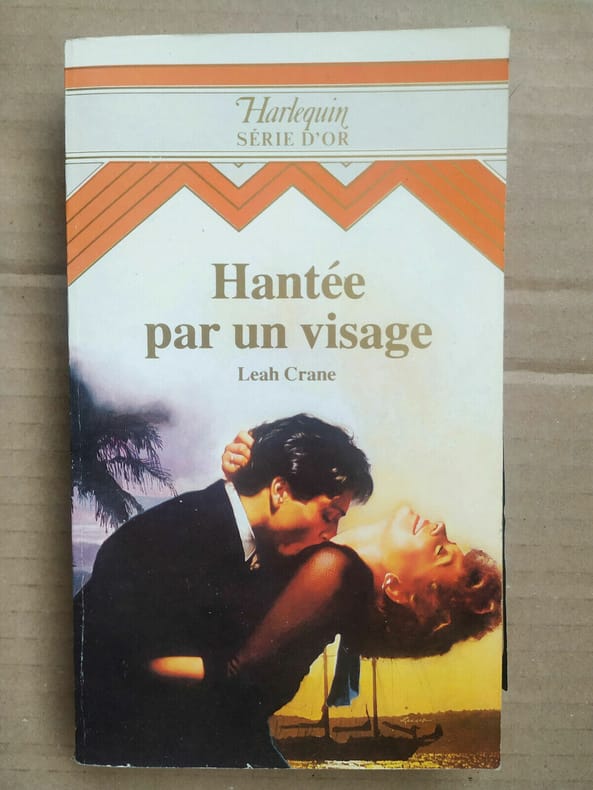 Harlequin
SÉRIE D'OR
Hantée
par un visage
Leah Crane